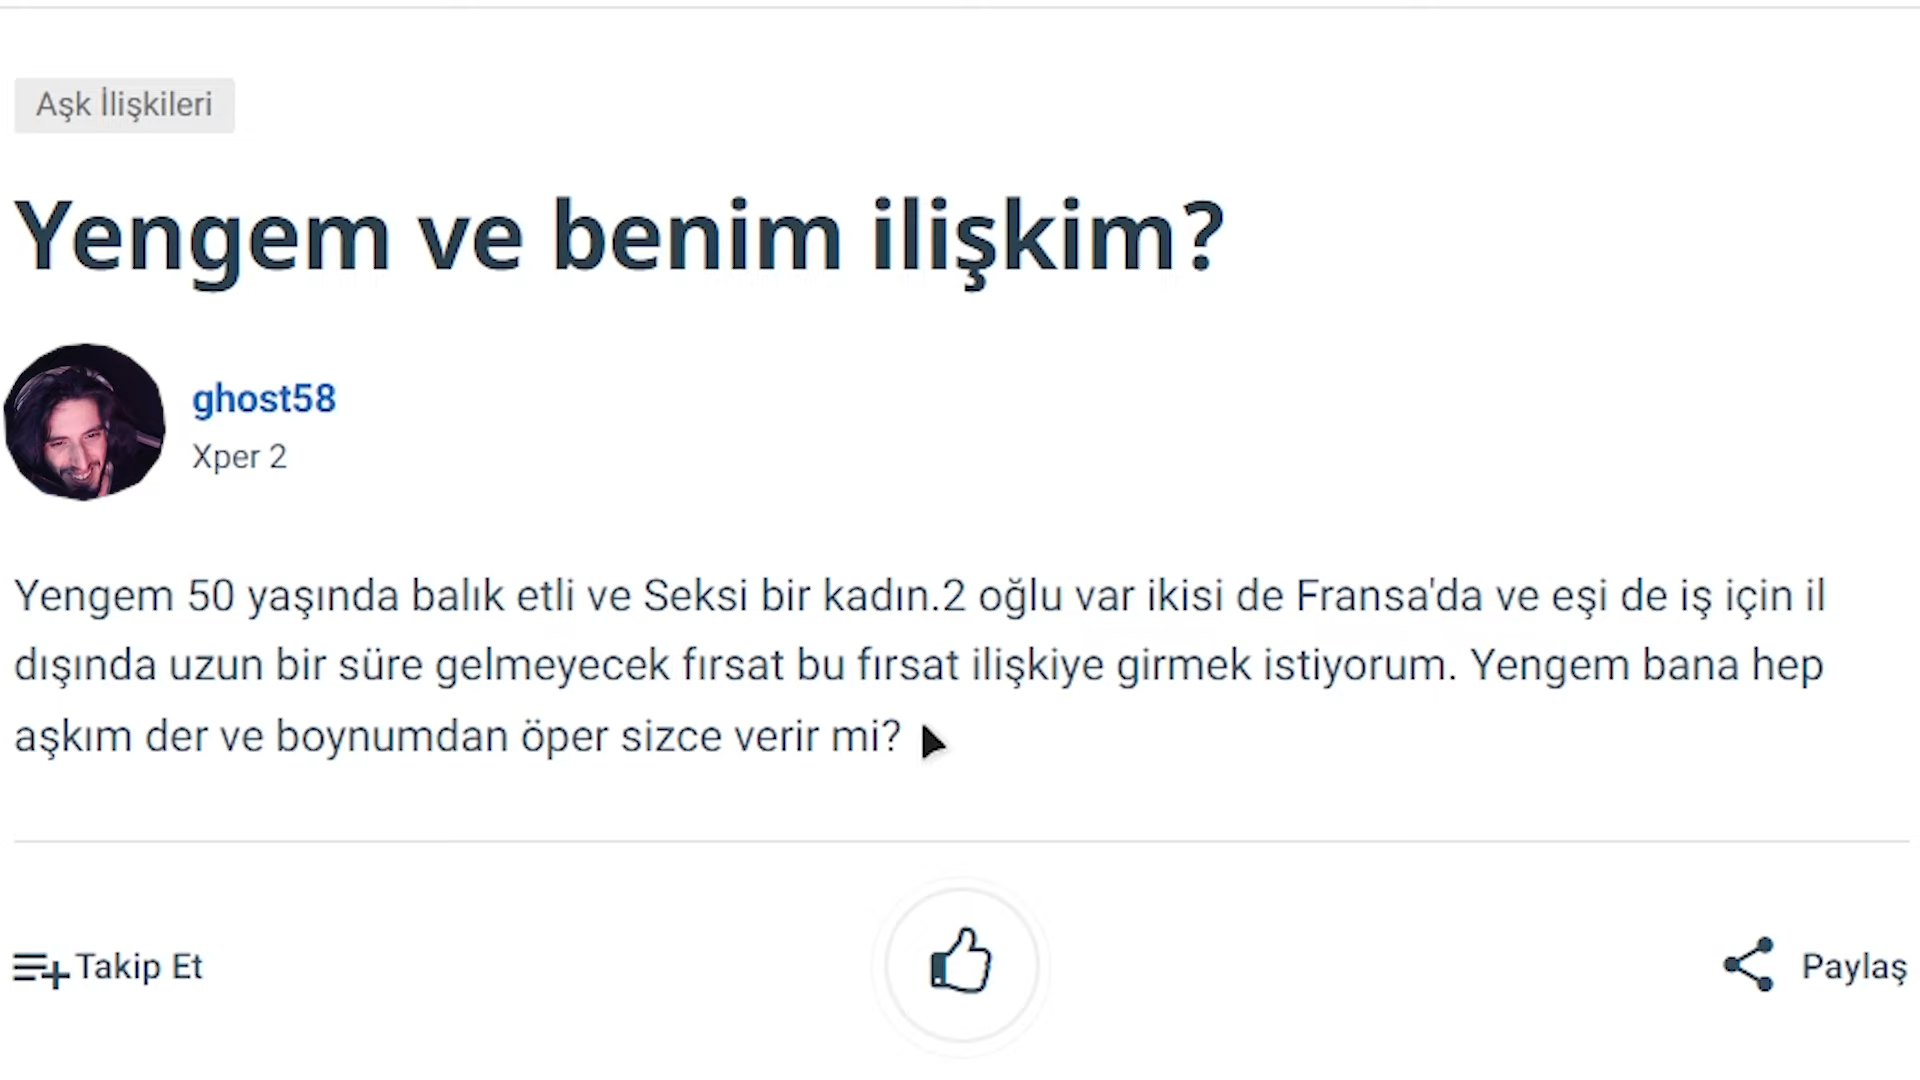 Aşk İlişkileri
Yengem ve benim ilişkim?
ghost58
Xper 2
Yengem 50 yaşında balık etli ve Seksi bir kadın.2 oğlu var ikisi de Fransa'da ve eşi de iş için il
dışında uzun bir süre gelmeyecek fırsat bu fırsat ilişkiye girmek istiyorum. Yengem bana hep
aşkım der ve boynumdan öper sizce verir mi?
Takip Et
Paylaş